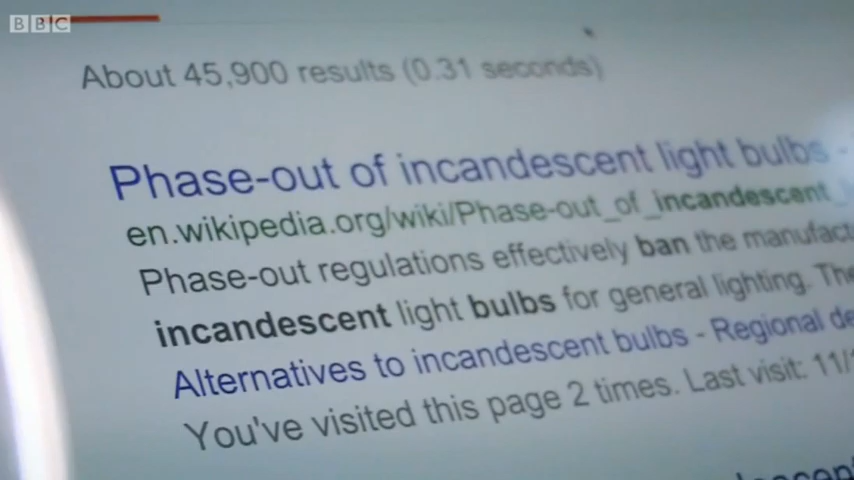 BBC
About 45,900 results (0.31 seconds)
Phase-out of incandescent light bulbs -
en.wikipedia.org/wiki/Phase-out_of_incandescent_
Phase-out regulations effectively ban the manufact
incandescent light bulbs for general lighting. The
Alternatives to incandescent bulbs - Regional de
You've visited this page 2 times. Last visit: 11/